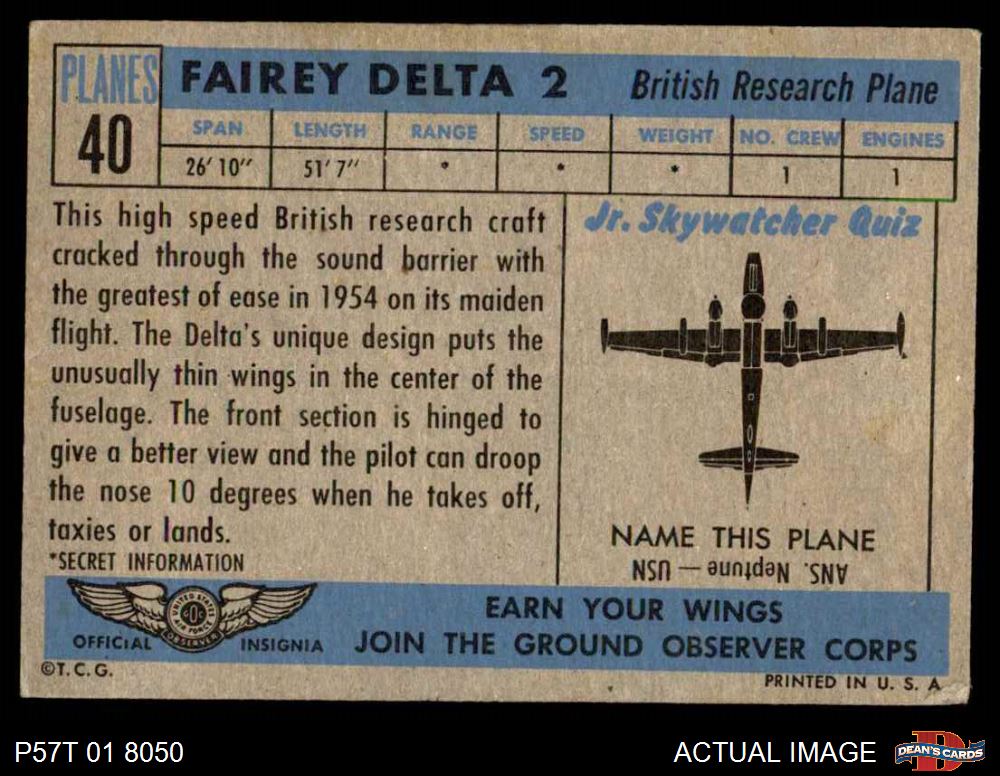 PLANES
40
FAIREY DELTA 2 British Research Plane
SPAN LENGTH RANGE SPEED WEIGHT NO. CREW ENGINES
26' 10" 51' 7" * * * 1 1
This high speed British research craft
cracked through the sound barrier with
the greatest of ease in 1954 on its maiden
flight. The Delta's unique design puts the
unusually thin wings in the center of the
fuselage. The front section is hinged to
give a better view and the pilot can droop
the nose 10 degrees when he takes off,
taxies or lands.
*SECRET INFORMATION
Jr. Skywatcher Quiz
NAME THIS PLANE
ANS. Neptune — USN
UNITED STATES
AIR FORCE
GOC
OBSERVER
OFFICIAL INSIGNIA
EARN YOUR WINGS
JOIN THE GROUND OBSERVER CORPS
©T.C.G.
PRINTED IN U. S. A
P57T 01 8050
ACTUAL IMAGE
DEAN'S CARDS